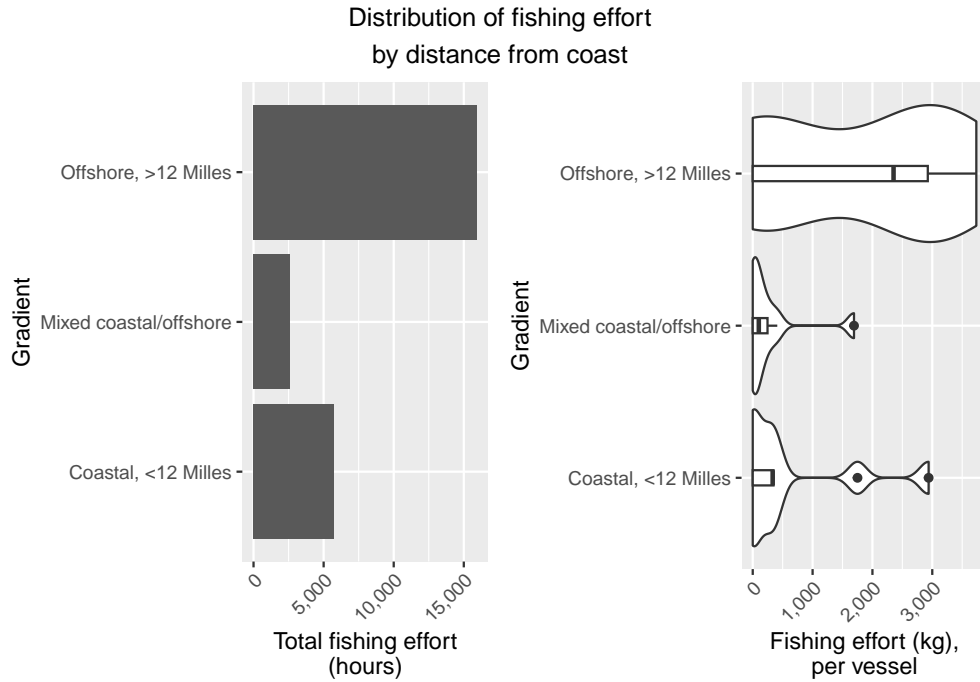 Distribution of fishing effort
by distance from coast
Gradient
Offshore, >12 Milles
Mixed coastal/offshore
Coastal, <12 Milles
0
5,000
10,000
15,000
Total fishing effort
(hours)
Gradient
Offshore, >12 Milles
Mixed coastal/offshore
Coastal, <12 Milles
0
1,000
2,000
3,000
Fishing effort (kg),
per vessel